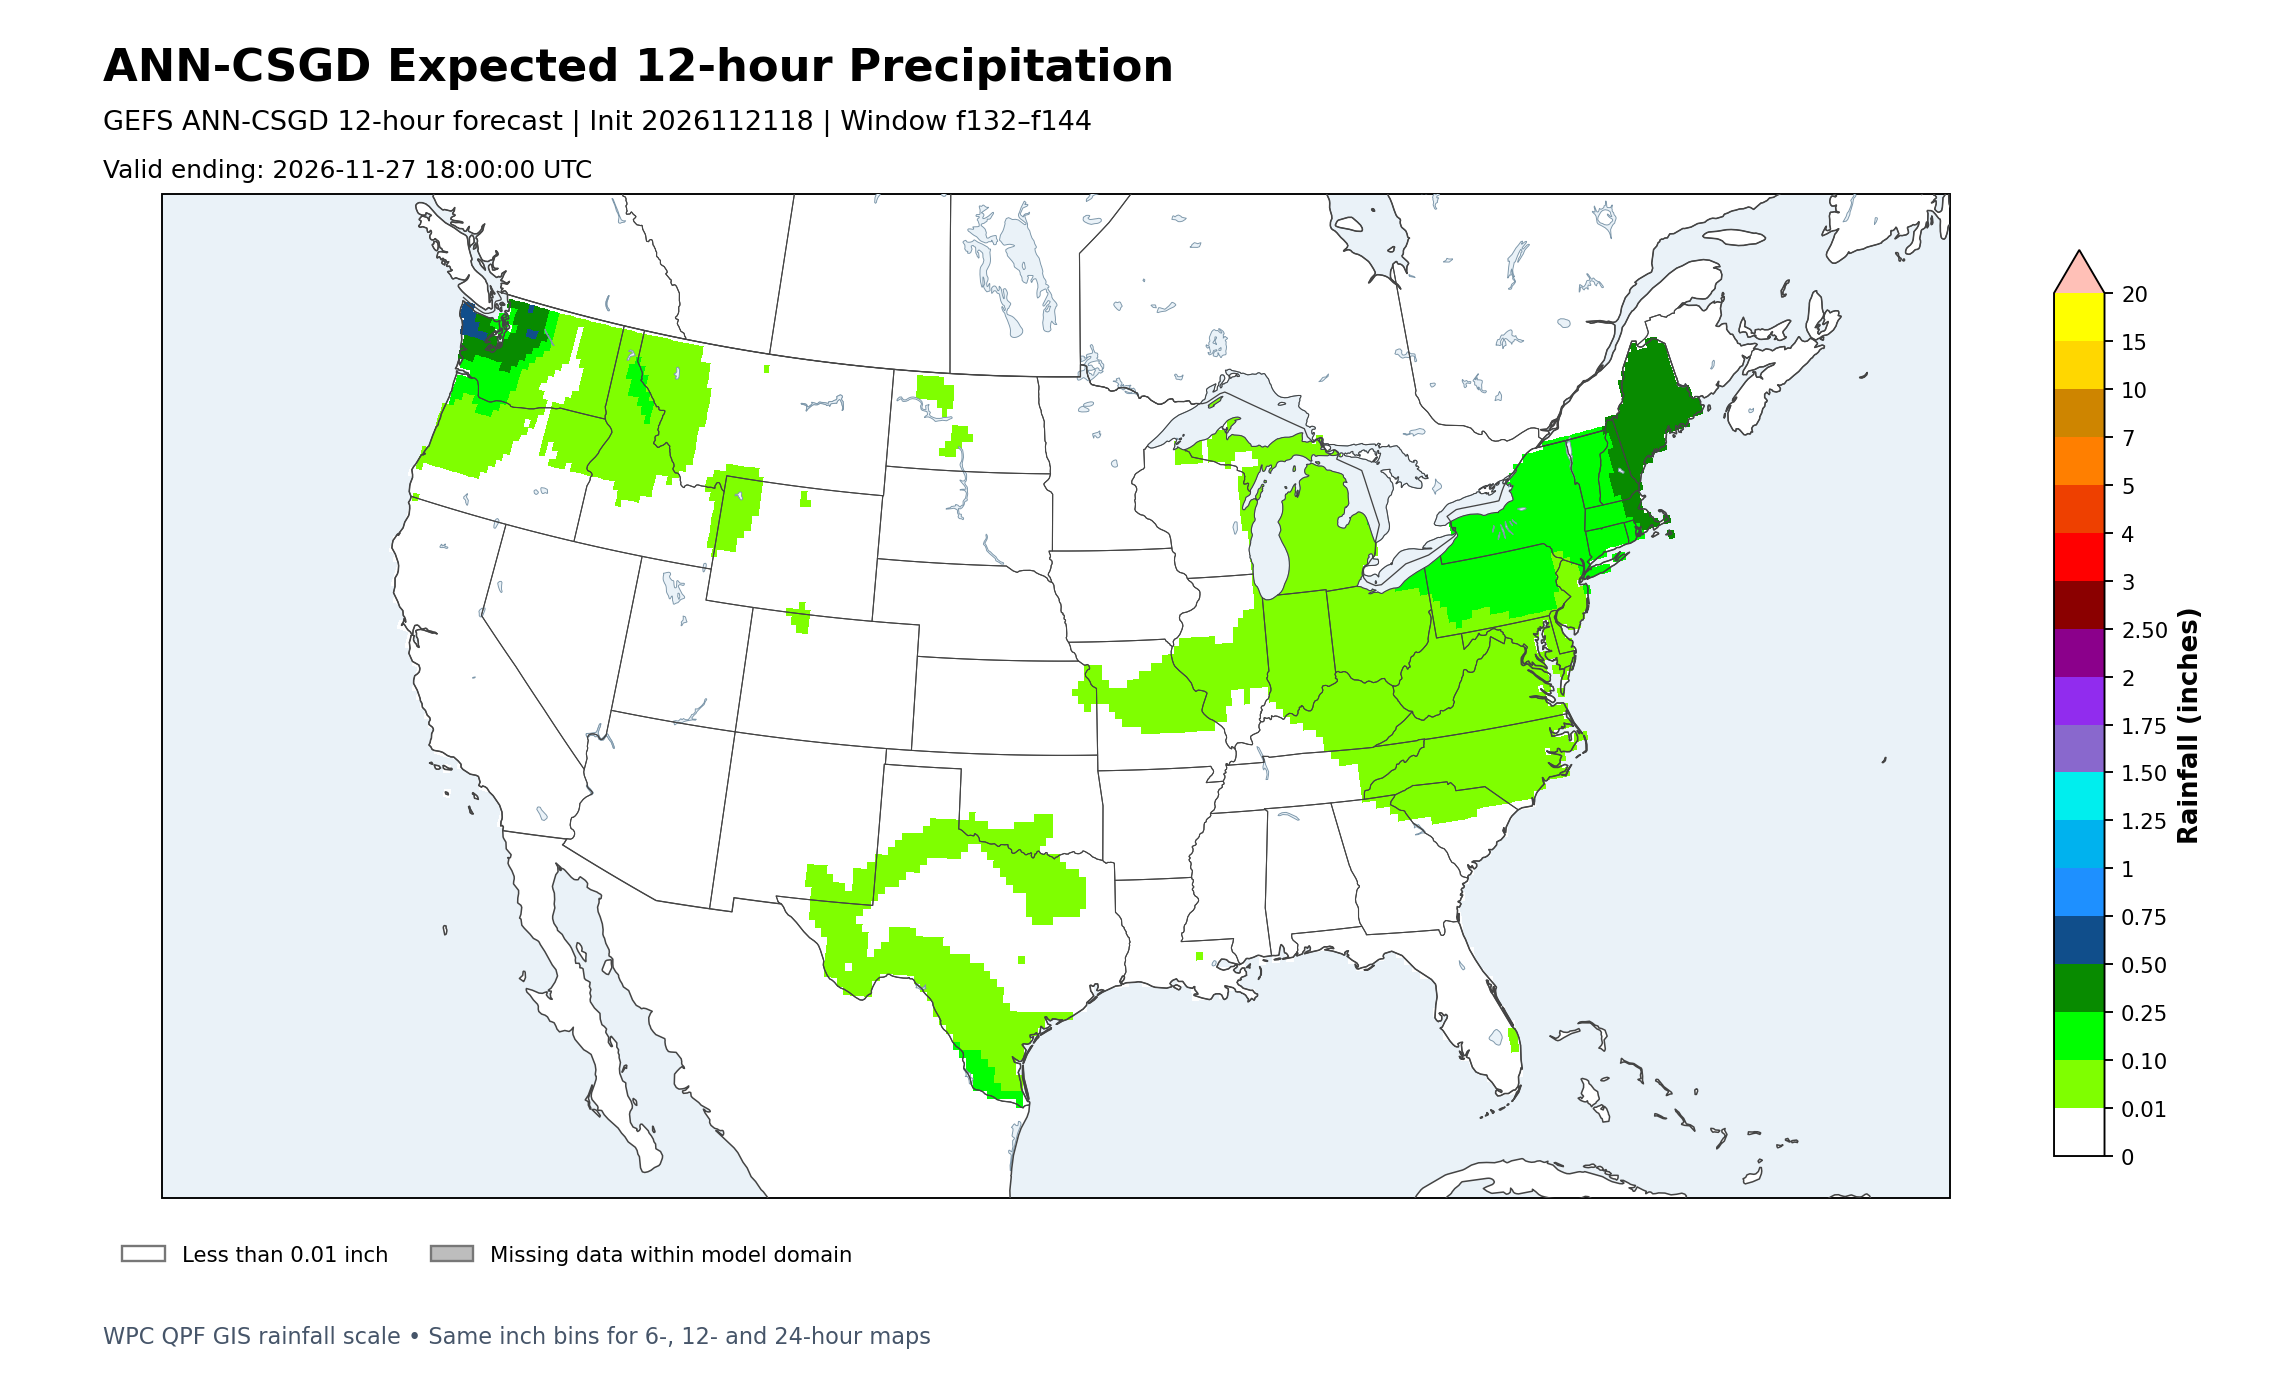 ANN-CSGD Expected 12-hour Precipitation
GEFS ANN-CSGD 12-hour forecast | Init 2026112118 | Window f132–f144
Valid ending: 2026-11-27 18:00:00 UTC
20
15
10
7
5
4
3
2.50
2
1.75
1.50
1.25
1
0.75
0.50
0.25
0.10
0.01
0
Rainfall (inches)
Less than 0.01 inch
Missing data within model domain
WPC QPF GIS rainfall scale • Same inch bins for 6-, 12- and 24-hour maps